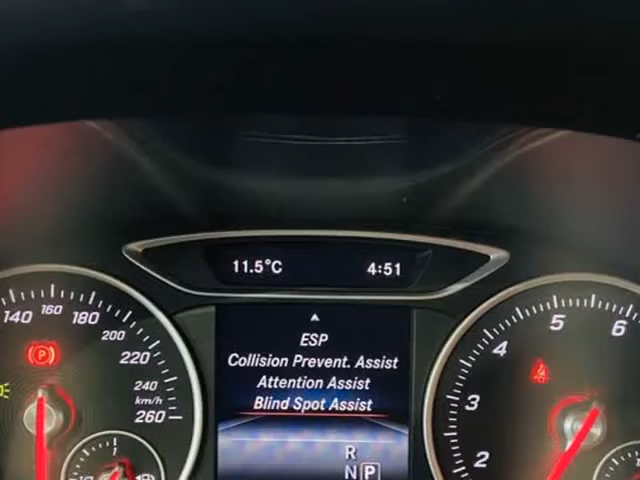 11.5°C 4:51
140 160 180 200 220 240 260
km/h
P
ESP
Collision Prevent. Assist
Attention Assist
Blind Spot Assist
R
N P
2 3 4 5 6